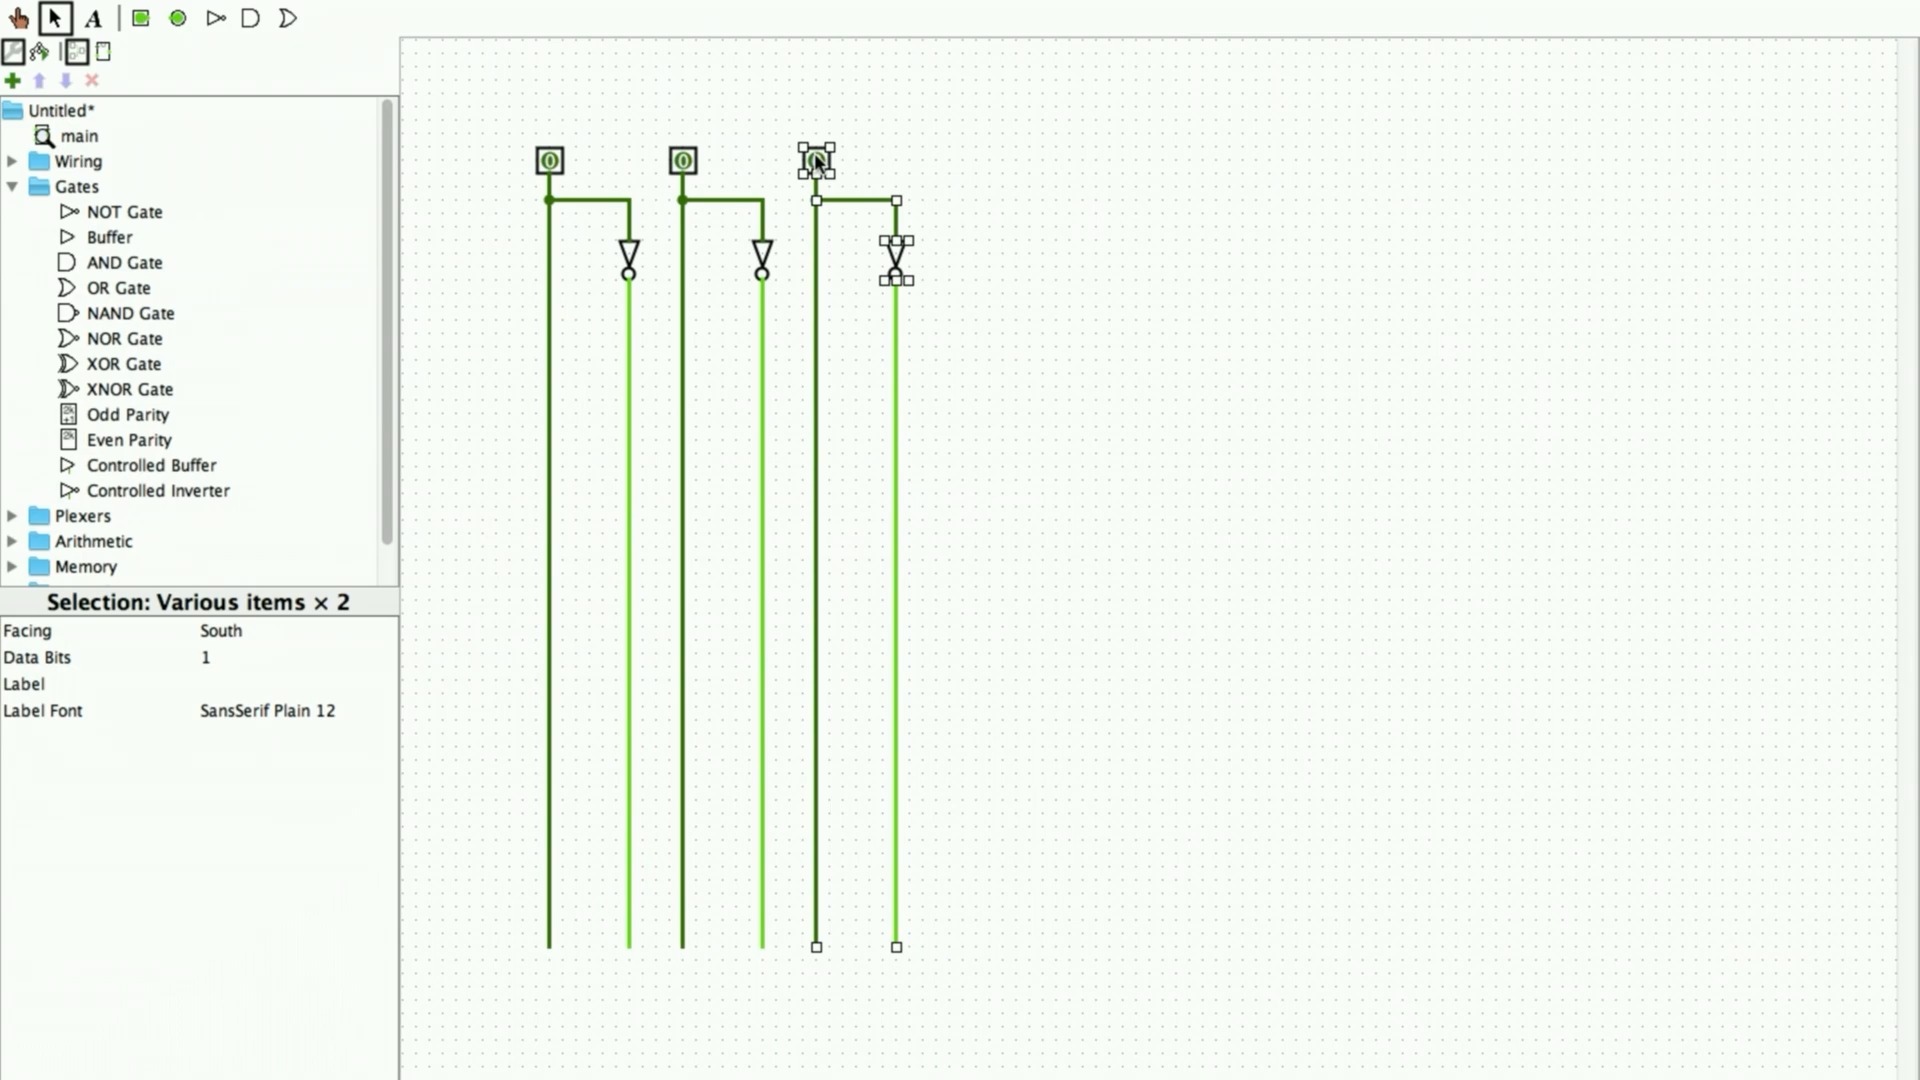 A
Untitled*
main
Wiring
Gates
NOT Gate
Buffer
AND Gate
OR Gate
NAND Gate
NOR Gate
XOR Gate
XNOR Gate
Odd Parity
Even Parity
Controlled Buffer
Controlled Inverter
Plexers
Arithmetic
Memory
Selection: Various items × 2
Facing South
Data Bits 1
Label
Label Font SansSerif Plain 12
0 0